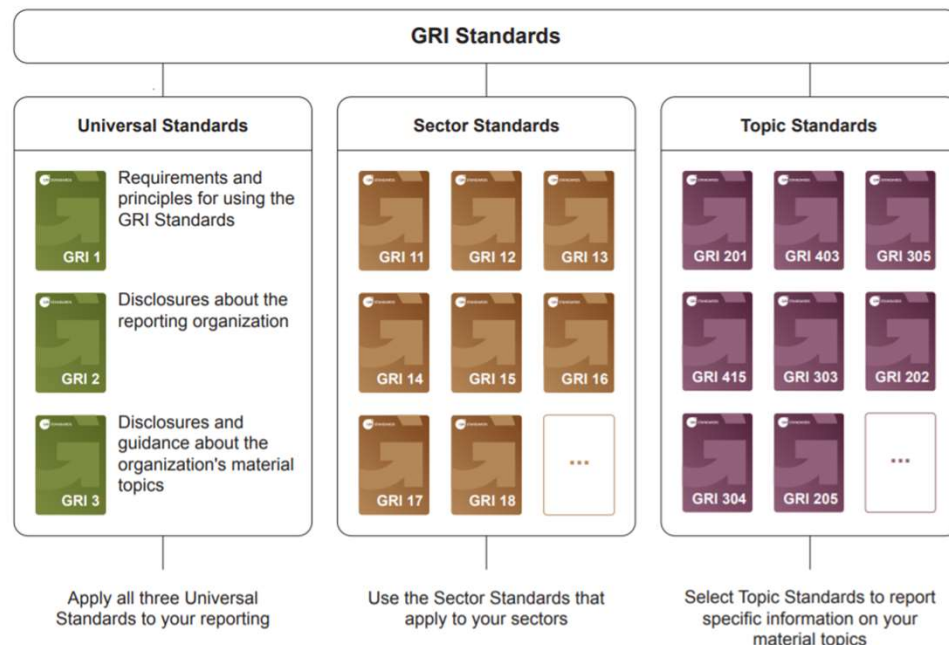 GRI Standards
Universal Standards
Requirements and
principles for using the
GRI Standards
GRI 1
Disclosures about the
reporting organization
GRI 2
Disclosures and
guidance about the
organization's material
topics
GRI 3
Apply all three Universal
Standards to your reporting
Sector Standards
GRI 11
GRI 12
GRI 13
GRI 14
GRI 15
GRI 16
GRI 17
GRI 18
...
Use the Sector Standards that
apply to your sectors
Topic Standards
GRI 201
GRI 403
GRI 305
GRI 415
GRI 303
GRI 202
GRI 304
GRI 205
...
Select Topic Standards to report
specific information on your
material topics